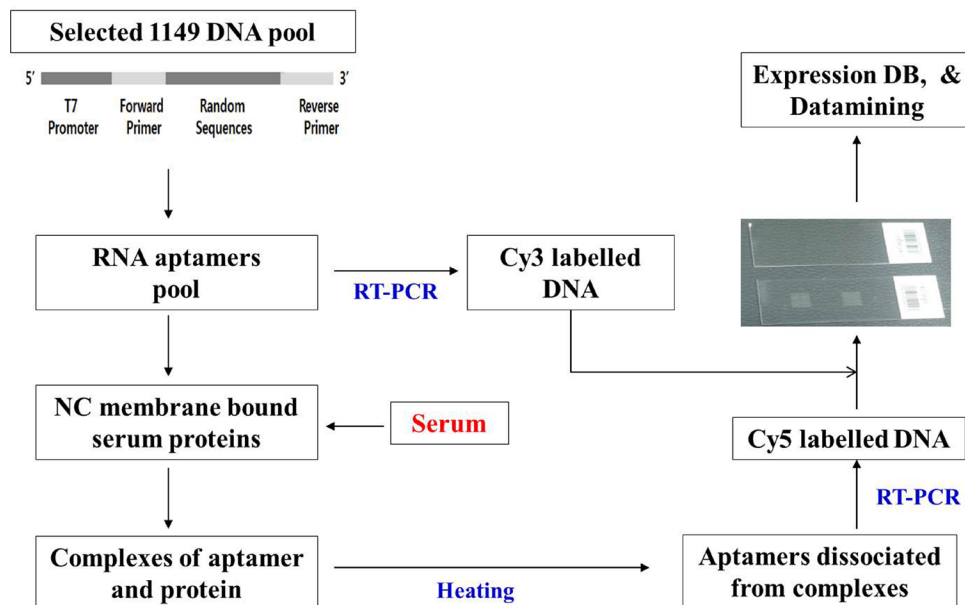 Selected 1149 DNA pool
5′ 3′
T7 Forward Random Reverse
Promoter Primer Sequences Primer
Expression DB, &
Datamining
RNA aptamers
pool
RT-PCR
Cy3 labelled
DNA
NC membrane bound
serum proteins
Serum
Cy5 labelled DNA
RT-PCR
Complexes of aptamer
and protein
Heating
Aptamers dissociated
from complexes